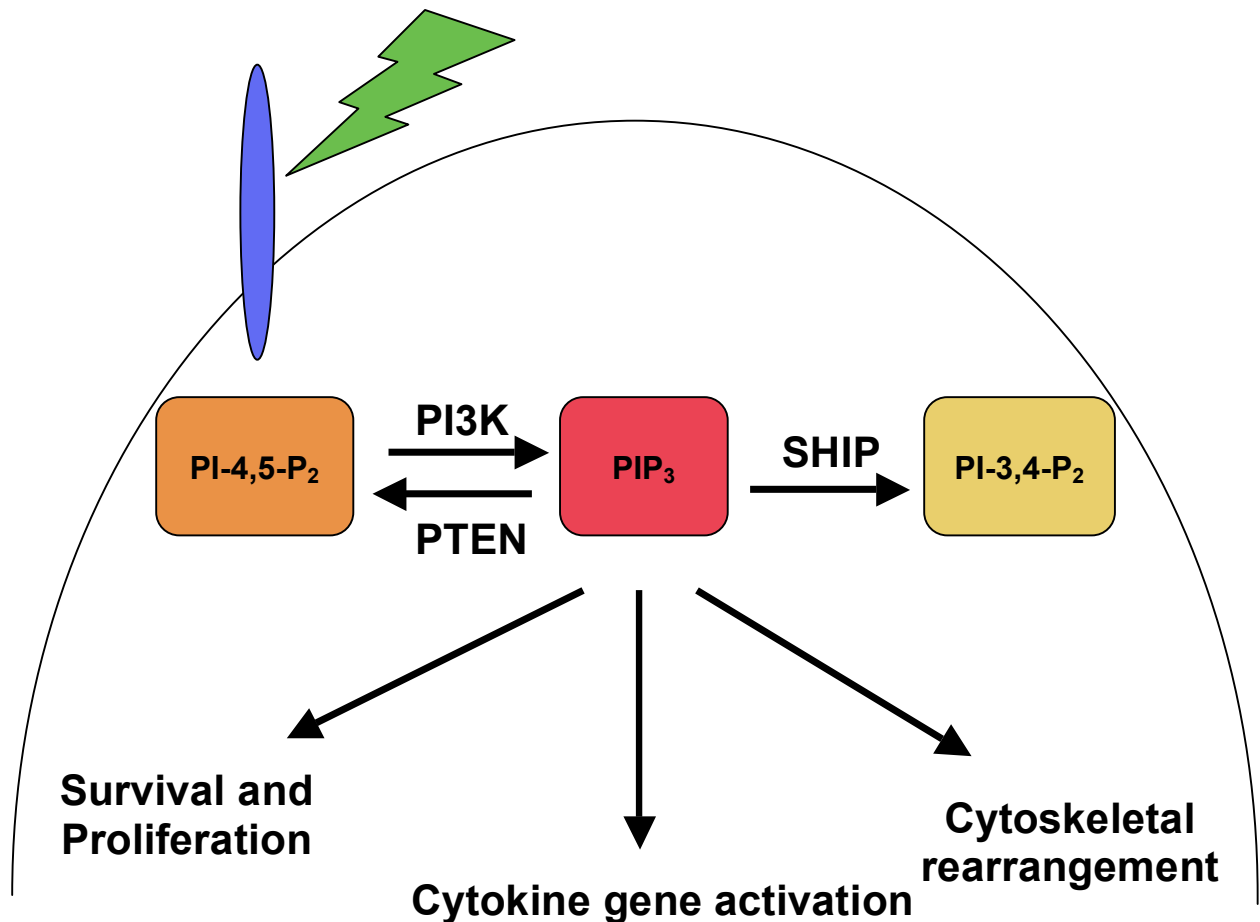 PI3K
SHIP
PI-4,5-P₂
PIP₃
PI-3,4-P₂
PTEN
Survival and
Proliferation
Cytoskeletal
rearrangement
Cytokine gene activation